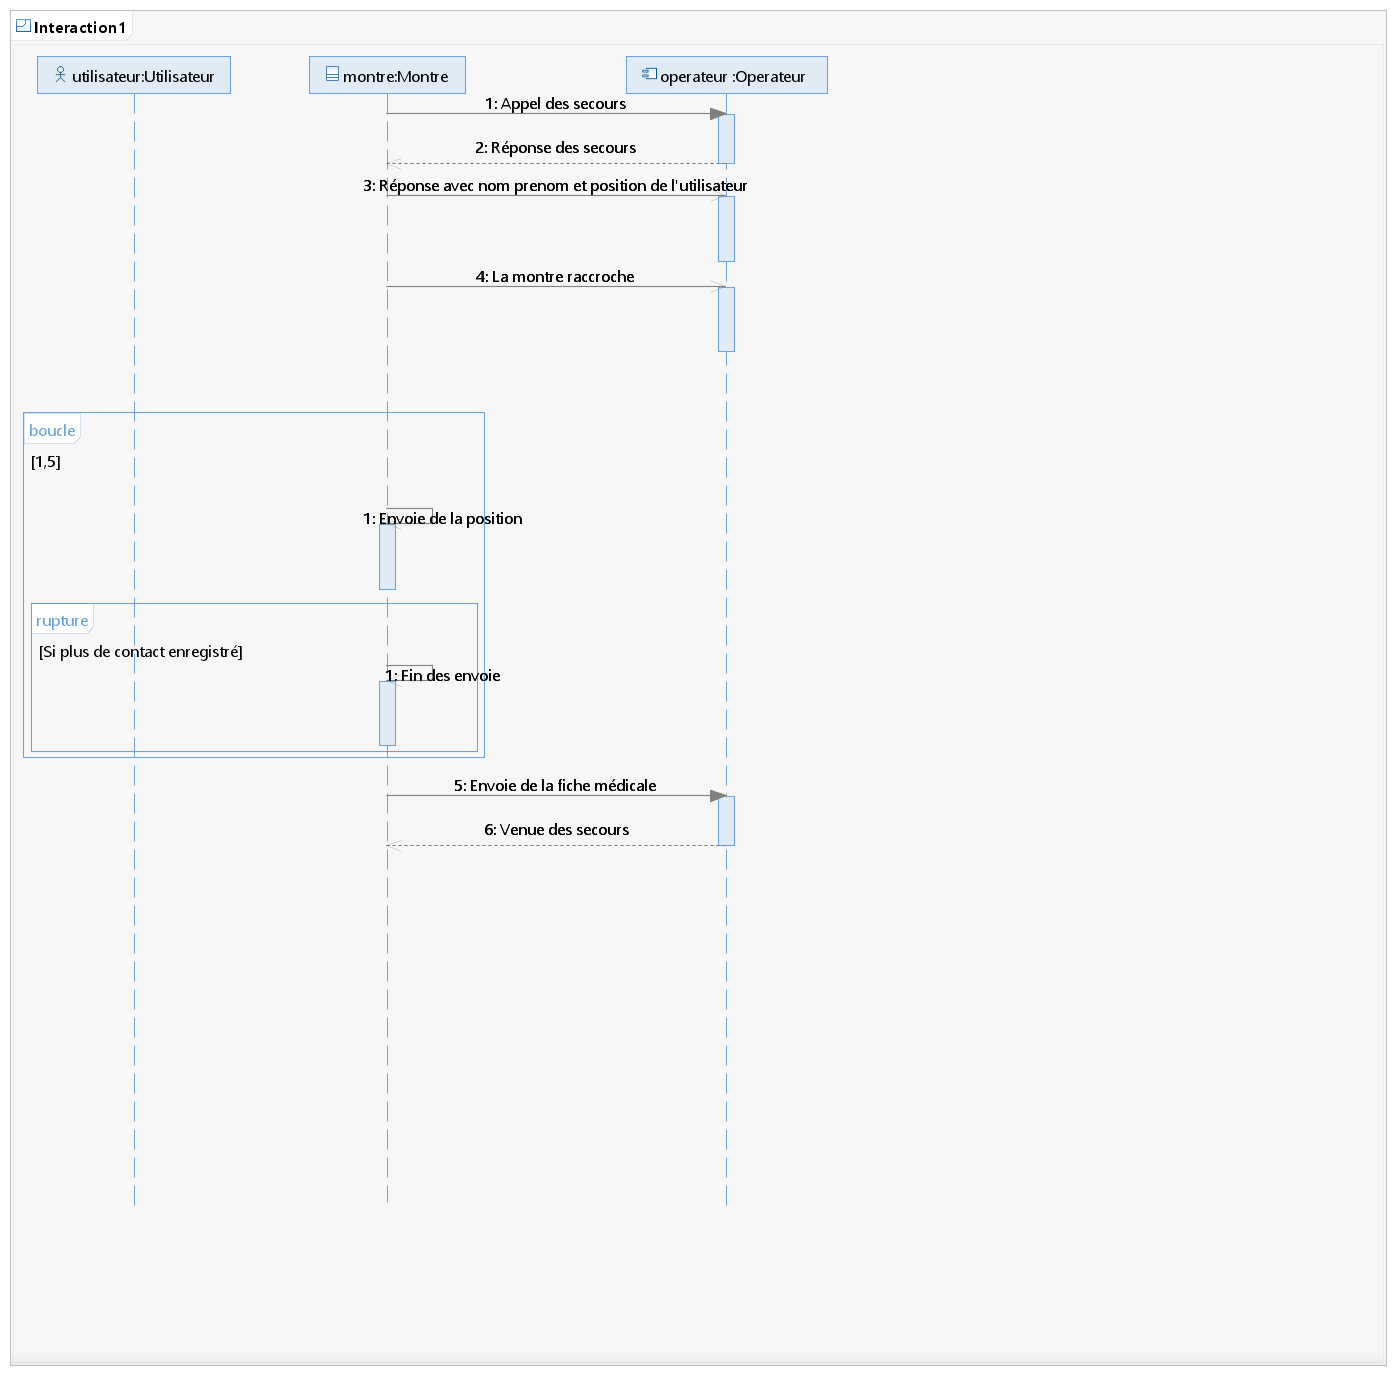 Interaction1
utilisateur:Utilisateur
montre:Montre
operateur :Operateur
1: Appel des secours
2: Réponse des secours
3: Réponse avec nom prenom et position de l'utilisateur
4: La montre raccroche
boucle
[1,5]
1: Envoie de la position
rupture
[Si plus de contact enregistré]
1: Fin des envoie
5: Envoie de la fiche médicale
6: Venue des secours